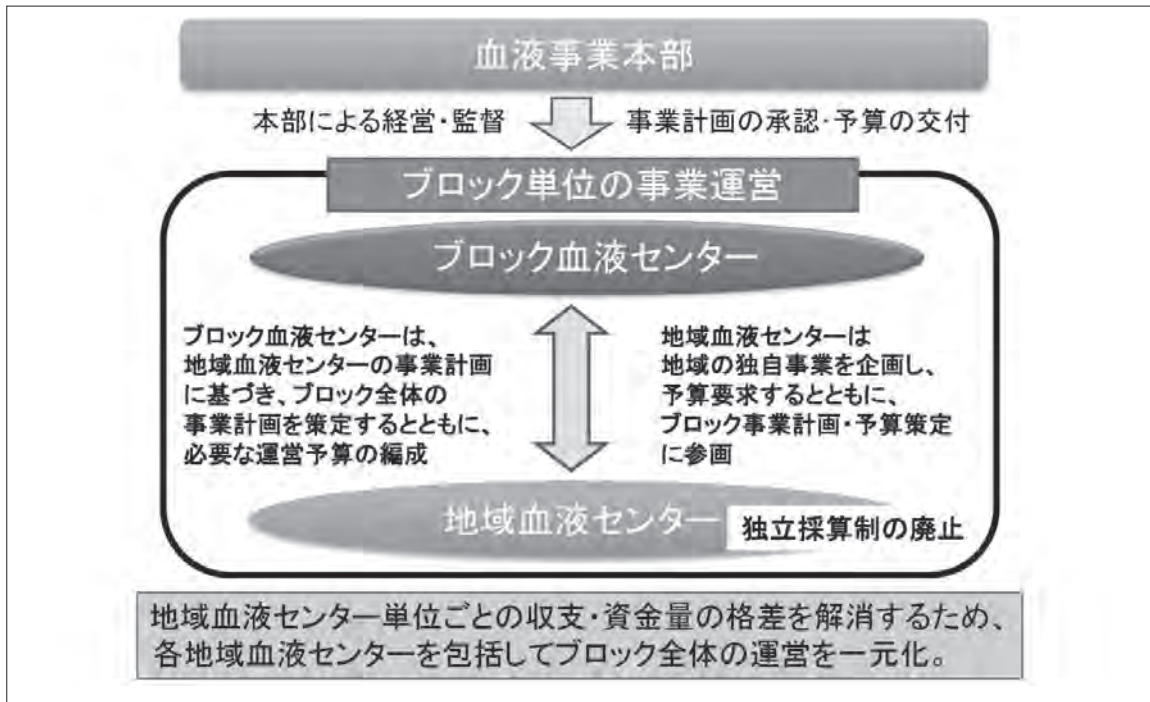 血液事業本部
本部による経営・監督
事業計画の承認・予算の交付
ブロック単位の事業運営
ブロック血液センター
ブロック血液センターは、
地域血液センターの事業計画
に基づき、ブロック全体の
事業計画を策定するとともに、
必要な運営予算の編成
地域血液センターは
地域の独自事業を企画し、
予算要求するとともに、
ブロック事業計画・予算策定
に参画
地域血液センター
独立採算制の廃止
地域血液センター単位ごとの収支・資金量の格差を解消するため、
各地域血液センターを包括してブロック全体の運営を一元化。